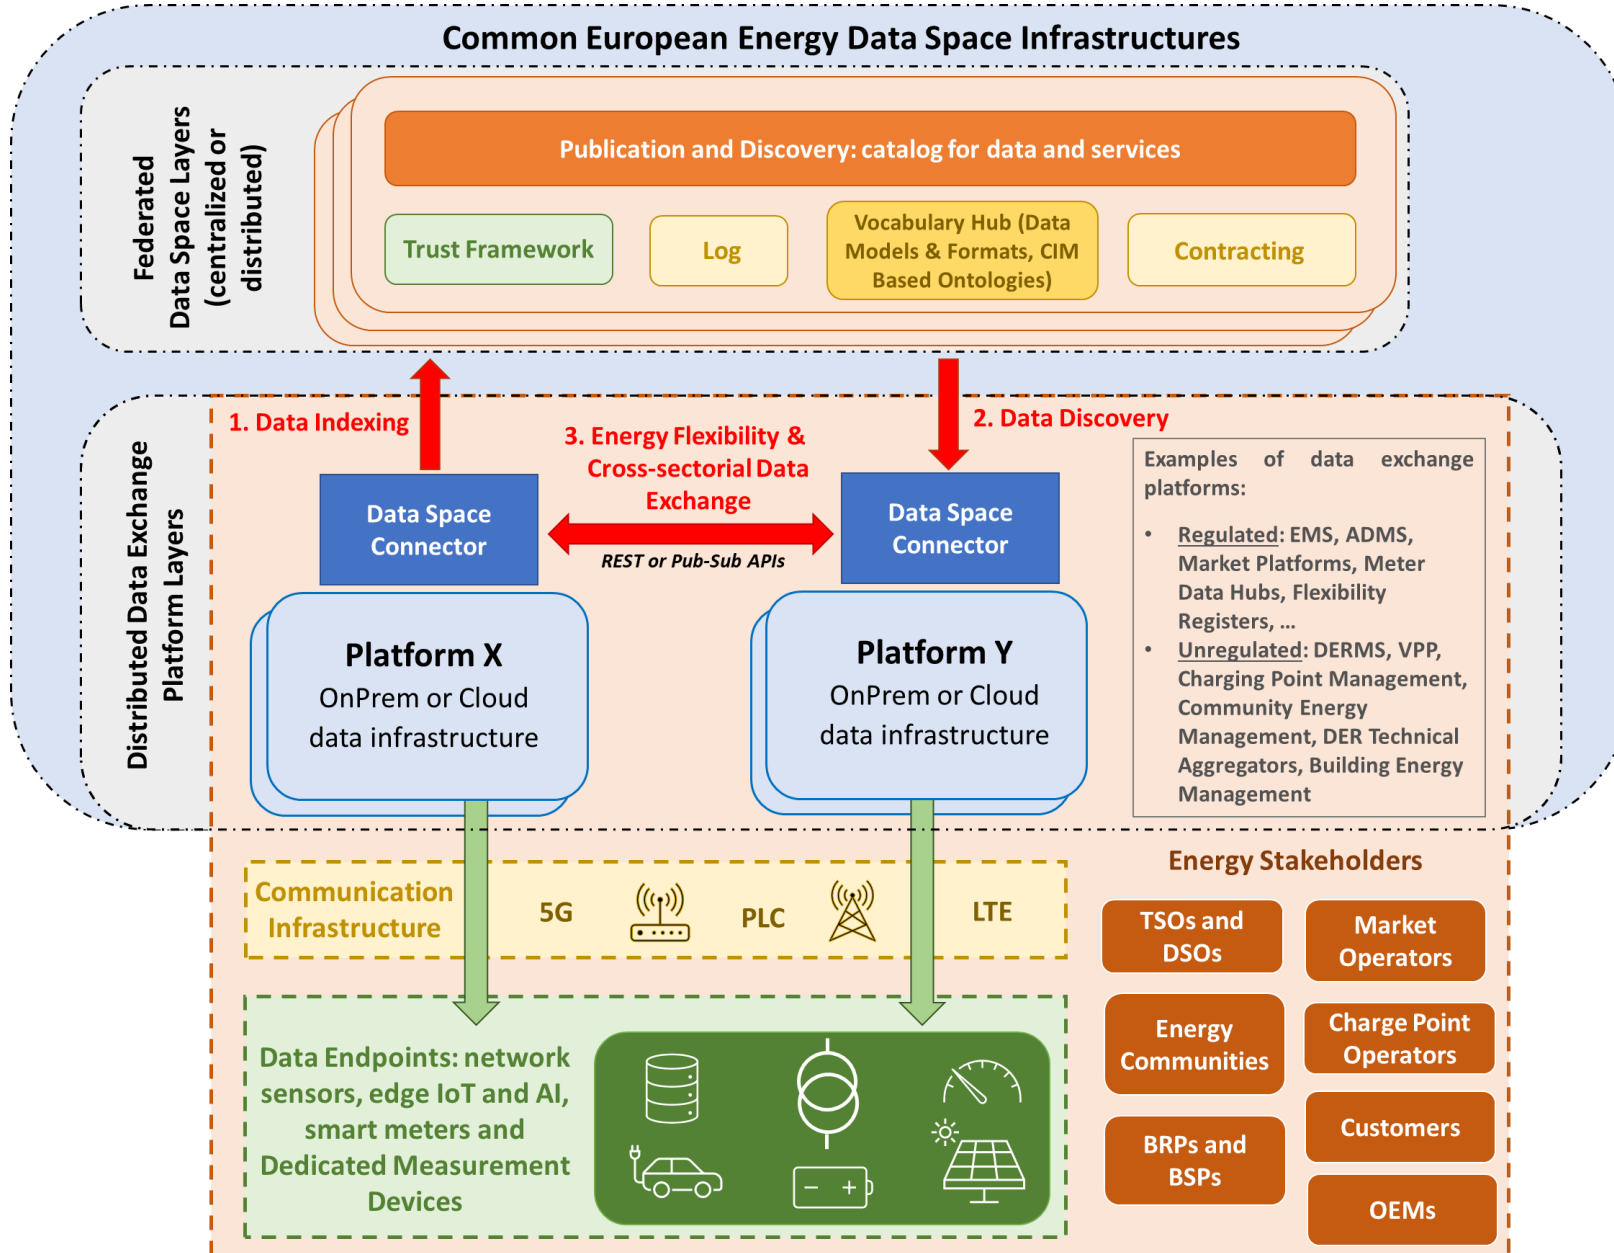 Common European Energy Data Space Infrastructures
Federated
Data Space Layers
(centralized or
distributed)
Publication and Discovery: catalog for data and services
Trust Framework
Log
Vocabulary Hub (Data
Models & Formats, CIM
Based Ontologies)
Contracting
Distributed Data Exchange
Platform Layers
1. Data Indexing
2. Data Discovery
3. Energy Flexibility &
Cross-sectorial Data
Exchange
REST or Pub-Sub APIs
Data Space
Connector
Data Space
Connector
Platform X
OnPrem or Cloud
data infrastructure
Platform Y
OnPrem or Cloud
data infrastructure
Examples of data exchange
platforms:
• Regulated: EMS, ADMS,
Market Platforms, Meter
Data Hubs, Flexibility
Registers, …
• Unregulated: DERMS, VPP,
Charging Point Management,
Community Energy
Management, DER Technical
Aggregators, Building Energy
Management
Communication
Infrastructure
5G
PLC
LTE
Data Endpoints: network
sensors, edge IoT and AI,
smart meters and
Dedicated Measurement
Devices
Energy Stakeholders
TSOs and
DSOs
Market
Operators
Energy
Communities
Charge Point
Operators
BRPs and
BSPs
Customers
OEMs